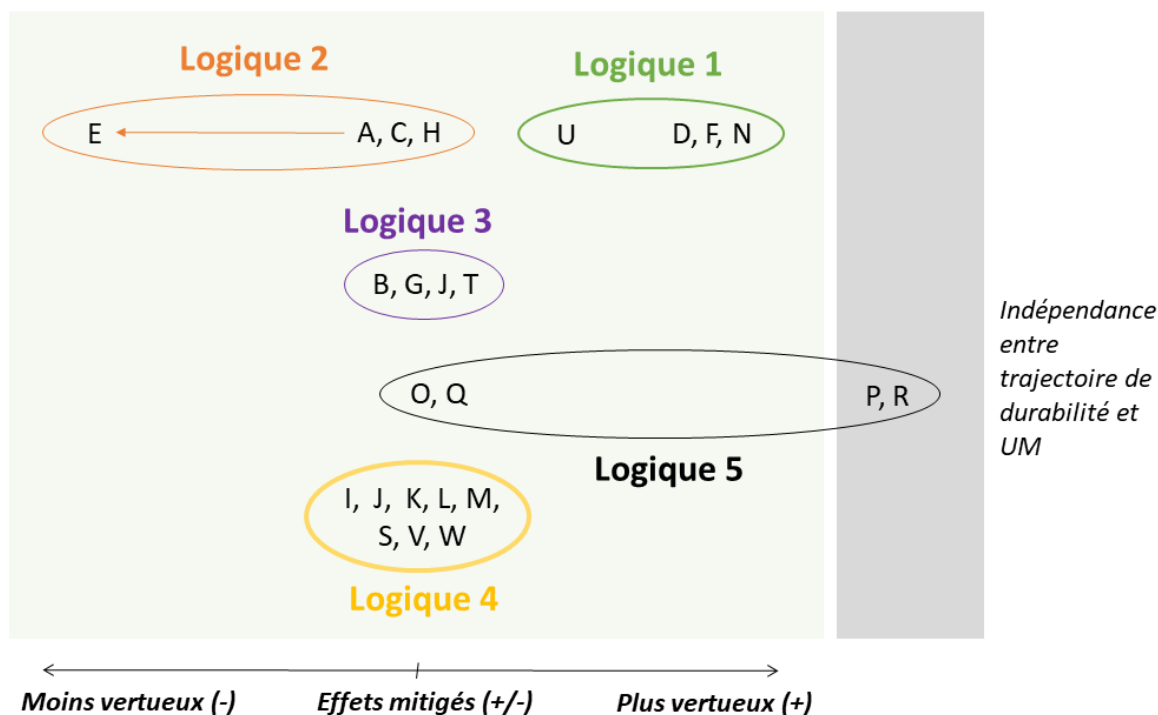 Logique 2
Logique 1
E
A, C, H
U
D, F, N
Logique 3
B, G, J, T
O, Q
P, R
Indépendance
entre
trajectoire de
durabilité et
UM
Logique 5
I, J, K, L, M,
S, V, W
Logique 4
Moins vertueux (-)
Effets mitigés (+/-)
Plus vertueux (+)